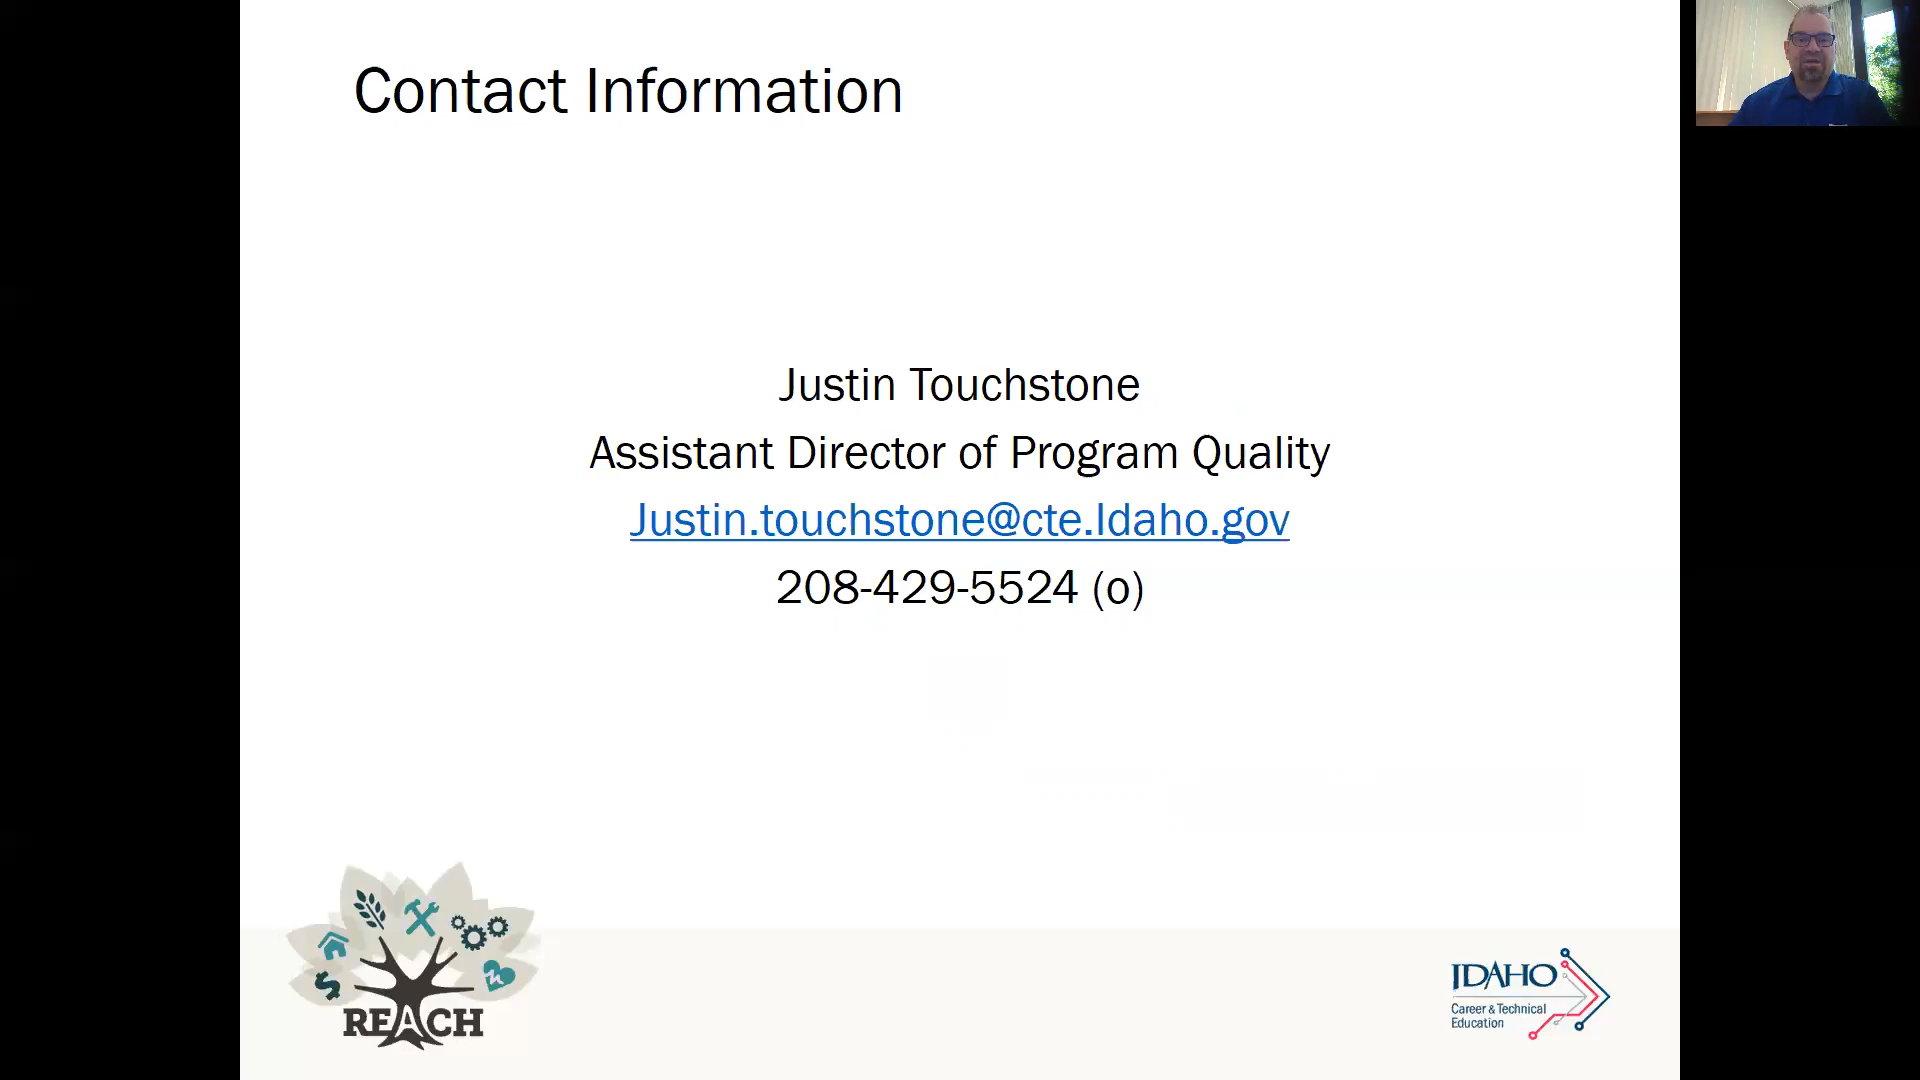 Contact Information
Justin Touchstone
Assistant Director of Program Quality
Justin.touchstone@cte.Idaho.gov
208-429-5524 (o)
REACH
IDAHO
Career & Technical
Education